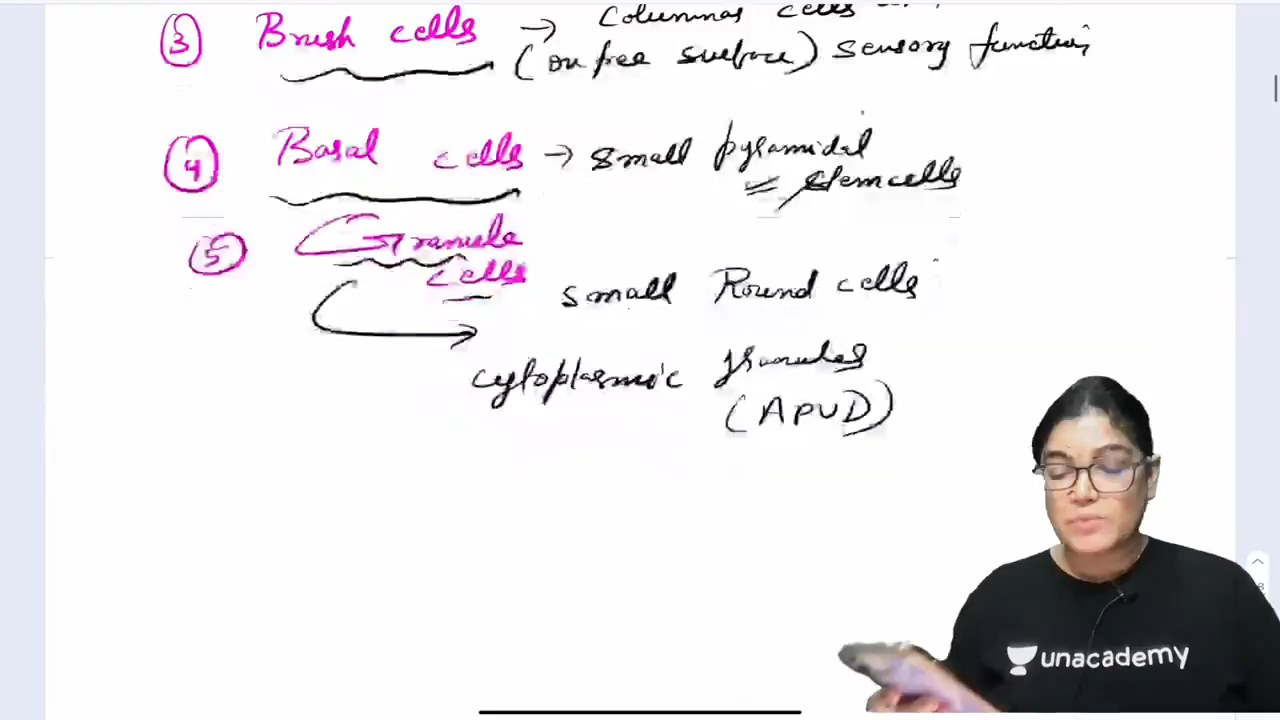 ③ Brush cells → Columnar cells
(on free surface) sensory function
④ Basal cells → small pyramidal
= stem cells
⑤ Granule
cells
small Round cells
cytoplasmic granules
(APUD)
unacademy